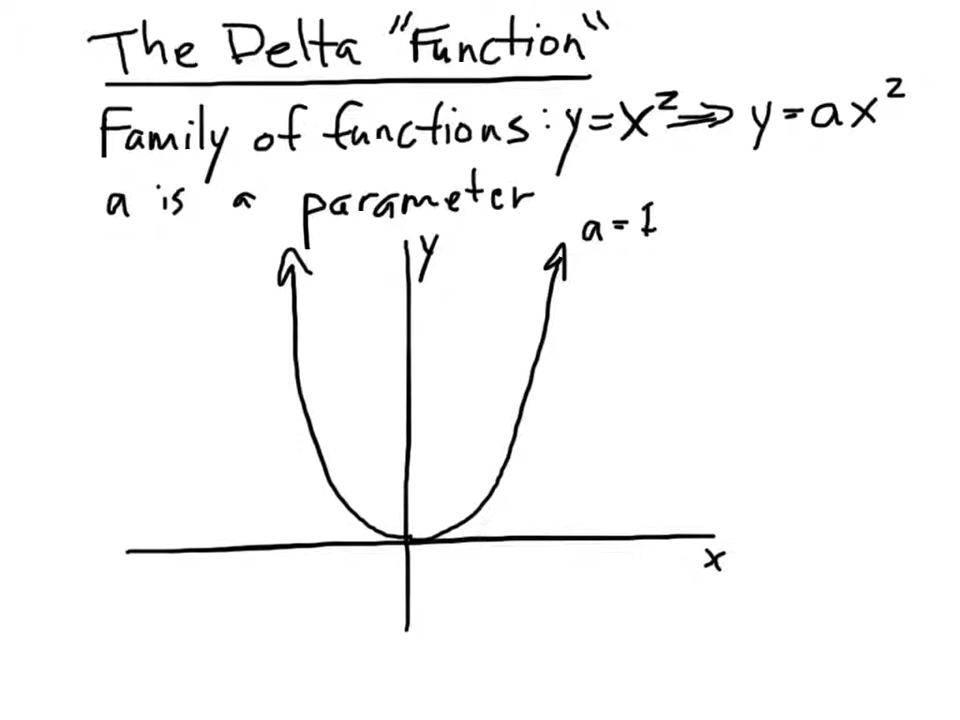 The Delta "Function"
Family of functions: y=x² ⇒ y=ax²
a is a parameter
a=1
y
x